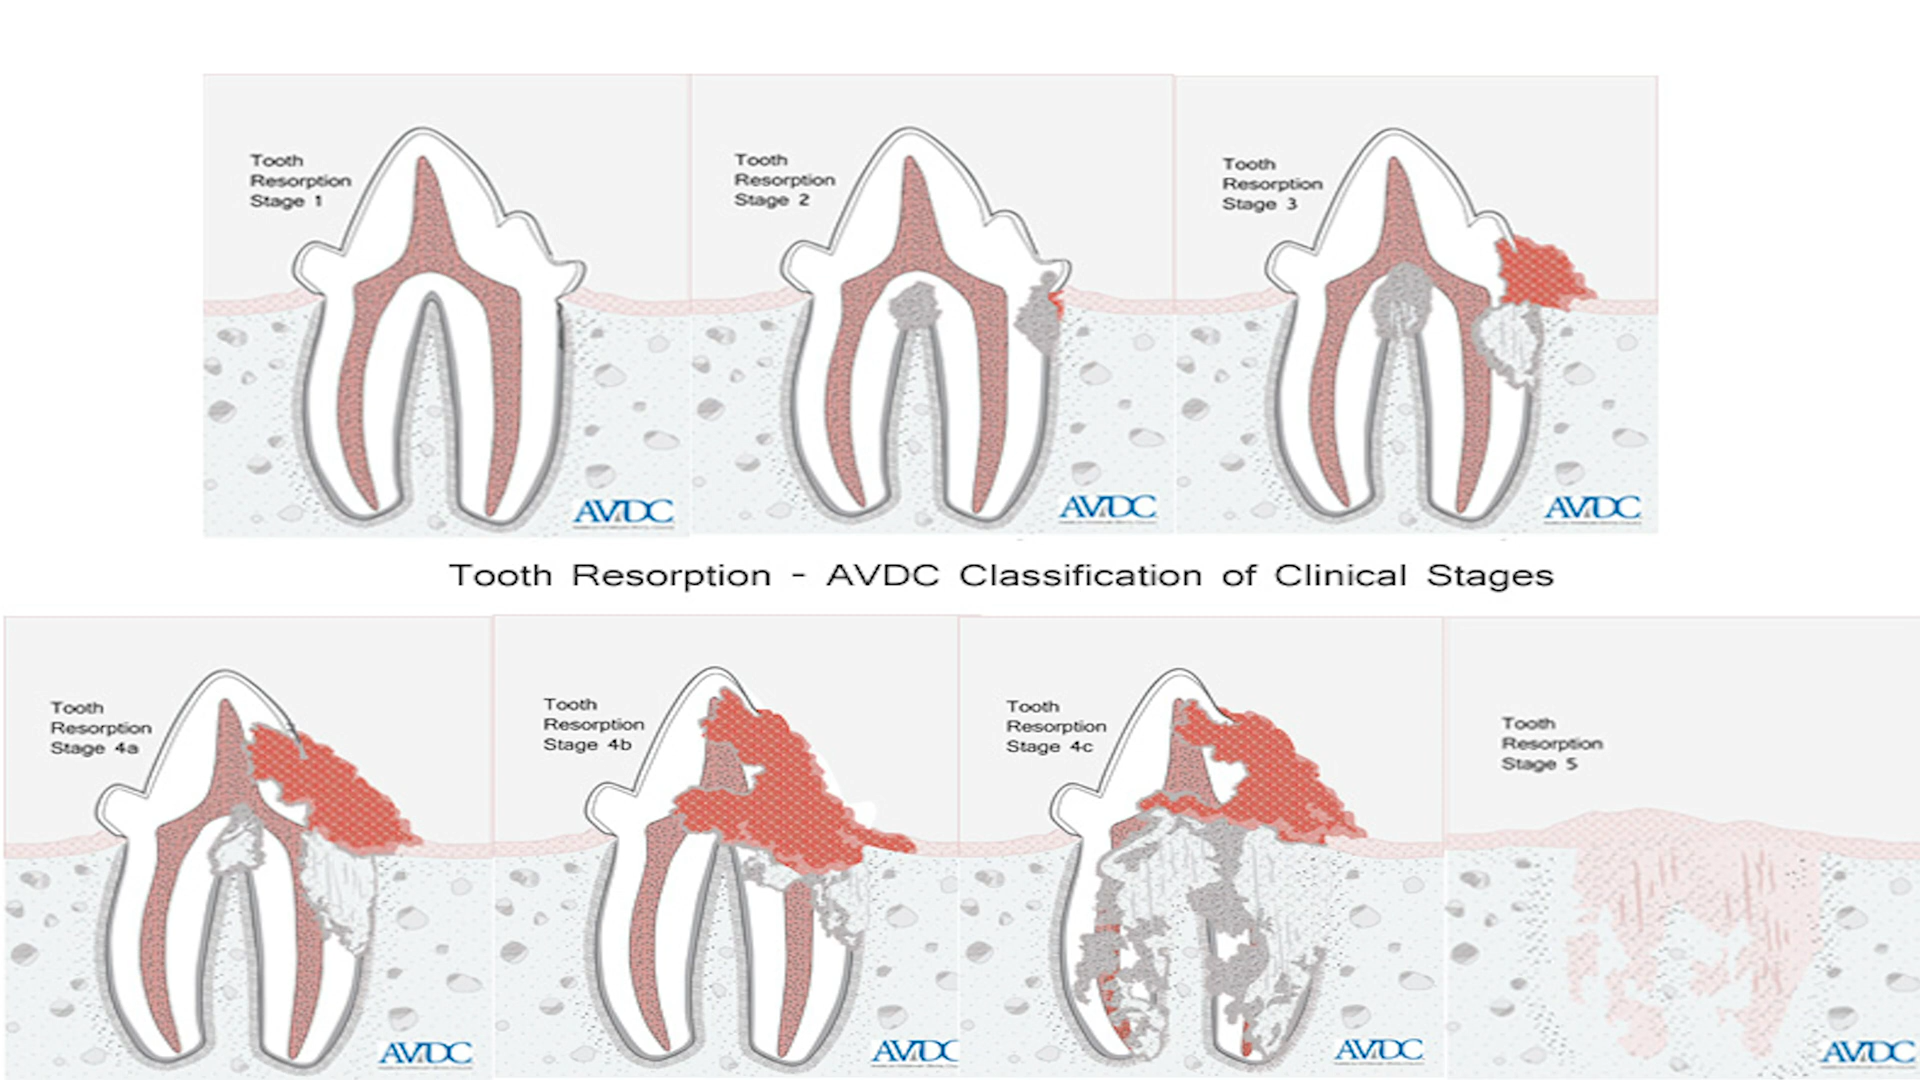 Tooth
Resorption
Stage 1
Tooth
Resorption
Stage 2
Tooth
Resorption
Stage 3
AVDC
AVDC
AVDC
Tooth Resorption - AVDC Classification of Clinical Stages
Tooth
Resorption
Stage 4a
Tooth
Resorption
Stage 4b
Tooth
Resorption
Stage 4c
Tooth
Resorption
Stage 5
AVDC
AVDC
AVDC
AVDC